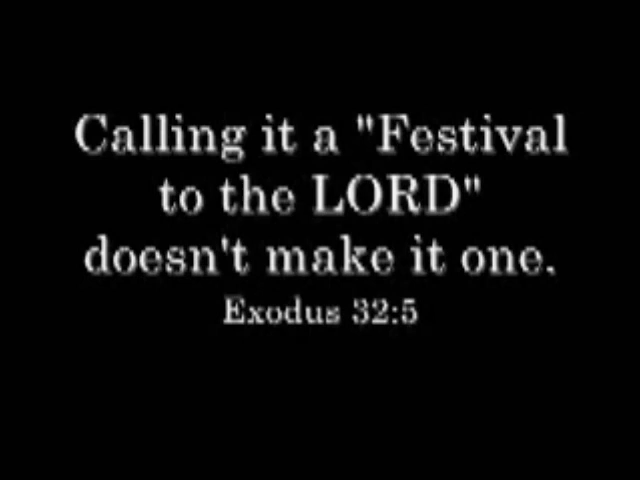 Calling it a "Festival
to the LORD"
doesn't make it one.
Exodus 32:5